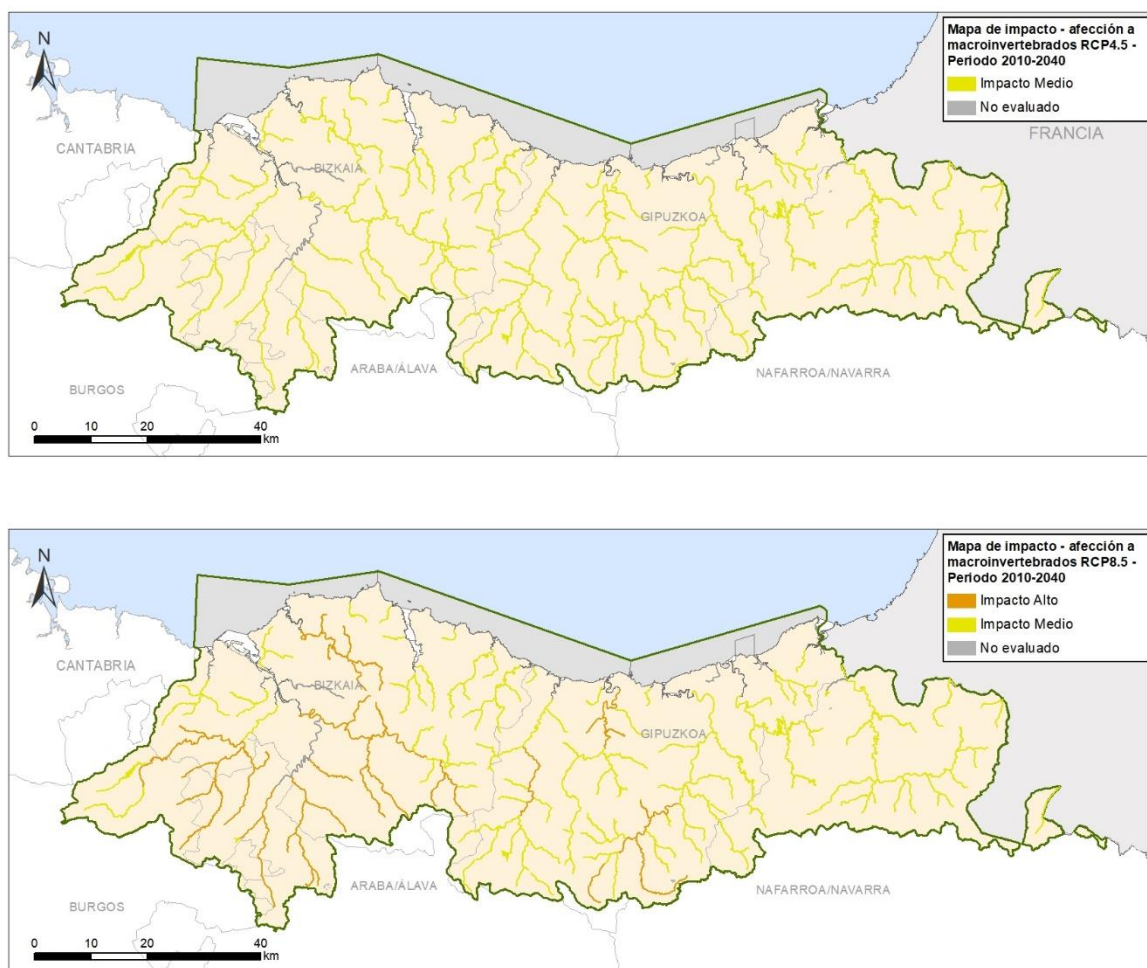 Mapa de impacto - afección a
macroinvertebrados RCP4.5 -
Periodo 2010-2040
Impacto Medio
No evaluado
N
FRANCIA
CANTABRIA
BIZKAIA
GIPUZKOA
ARABA/ÁLAVA
NAFARROA/NAVARRA
BURGOS
0 10 20 40
km
Mapa de impacto - afección a
macroinvertebrados RCP8.5 -
Periodo 2010-2040
Impacto Alto
Impacto Medio
No evaluado
N
FRANCIA
CANTABRIA
BIZKAIA
GIPUZKOA
ARABA/ÁLAVA
NAFARROA/NAVARRA
BURGOS
0 10 20 40
km